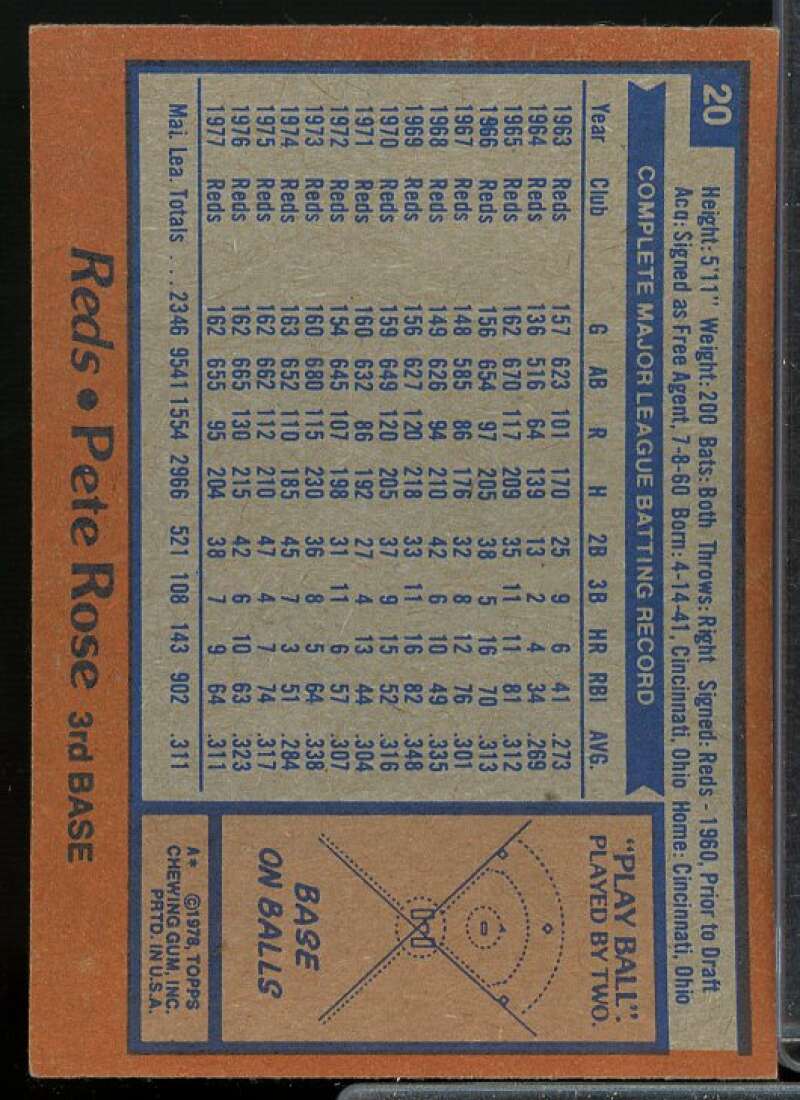 20
Height: 5'11" Weight: 200 Bats: Both Throws: Right Signed: Reds - 1960, Prior to Draft
Acq: Signed as Free Agent, 7-8-60 Born: 4-14-41, Cincinnati, Ohio Home: Cincinnati, Ohio
COMPLETE MAJOR LEAGUE BATTING RECORD
Year Club G AB R H 2B 3B HR RBI AVG.
1963 Reds 157 623 101 170 25 9 6 41 .273
1964 Reds 136 516 64 139 13 2 4 34 .269
1965 Reds 162 670 117 209 35 11 11 81 .312
1966 Reds 156 654 97 205 38 5 16 70 .313
1967 Reds 148 585 86 176 32 8 12 76 .301
1968 Reds 149 626 94 210 42 6 10 49 .335
1969 Reds 156 627 120 218 33 11 16 82 .348
1970 Reds 159 649 120 205 37 9 15 52 .316
1971 Reds 160 632 86 192 27 4 13 44 .304
1972 Reds 154 645 107 198 31 11 6 57 .307
1973 Reds 160 680 115 230 36 8 5 64 .338
1974 Reds 163 652 110 185 45 7 3 51 .284
1975 Reds 162 662 112 210 47 4 7 74 .317
1976 Reds 162 665 130 215 42 6 10 63 .323
1977 Reds 162 655 95 204 38 7 9 64 .311
Maj. Lea. Totals . . . 2346 9541 1554 2966 521 108 143 902 .311
"PLAY BALL".
PLAYED BY TWO.
BASE
ON BALLS
A* ©1978, TOPPS
CHEWING GUM, INC.
PRTD. IN U.S.A.
Reds • Pete Rose 3rd BASE